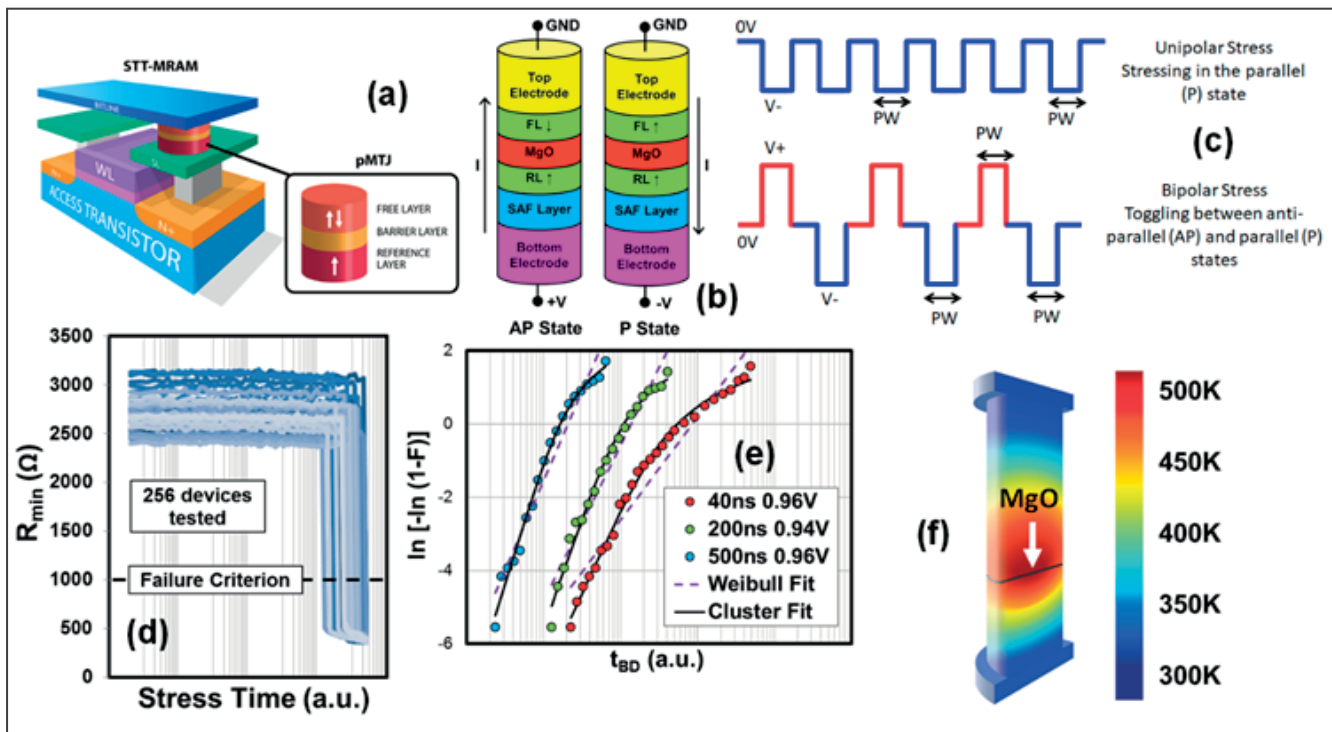 STT-MRAM
(a)
BITLINE
WL
SL
N+
N+
ACCESS TRANSISTOR
pMTJ
FREE LAYER
BARRIER LAYER
REFERENCE
LAYER
GND
GND
Top
Electrode
Top
Electrode
FL ↓
FL ↑
MgO
MgO
I
I
RL ↑
RL ↑
SAF Layer
SAF Layer
Bottom
Electrode
Bottom
Electrode
+V
-V
(b)
AP State
P State
0V
V-
PW
PW
Unipolar Stress
Stressing in the parallel
(P) state
(c)
V+
PW
0V
V-
PW
PW
Bipolar Stress
Toggling between anti-
parallel (AP) and parallel (P)
states
3500
3000
2500
2000
1500
1000
500
0
Rmin (Ω)
256 devices
tested
Failure Criterion
(d)
Stress Time (a.u.)
2
0
-2
-4
-6
ln [-ln (1-F)]
(e)
40ns 0.96V
200ns 0.94V
500ns 0.96V
Weibull Fit
Cluster Fit
tBD (a.u.)
(f)
MgO
500K
450K
400K
350K
300K